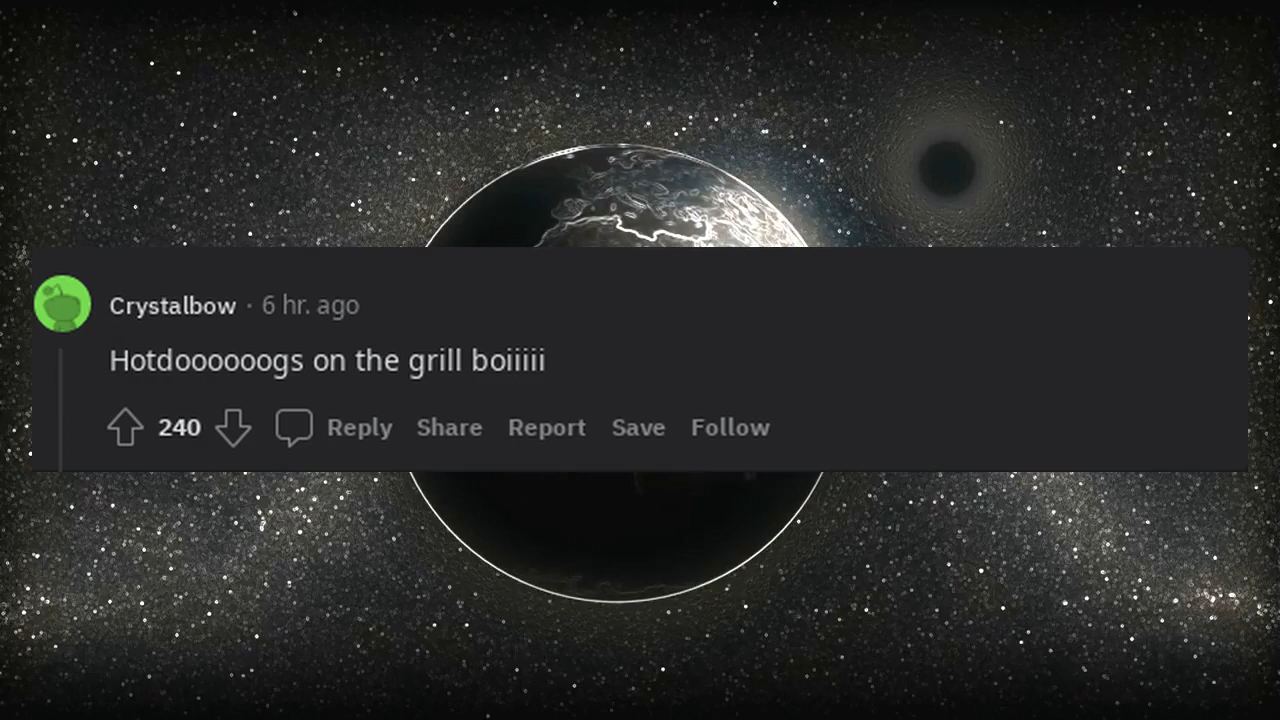 Crystalbow · 6 hr. ago
Hotdoooooogs on the grill boiiiii
240 Reply Share Report Save Follow